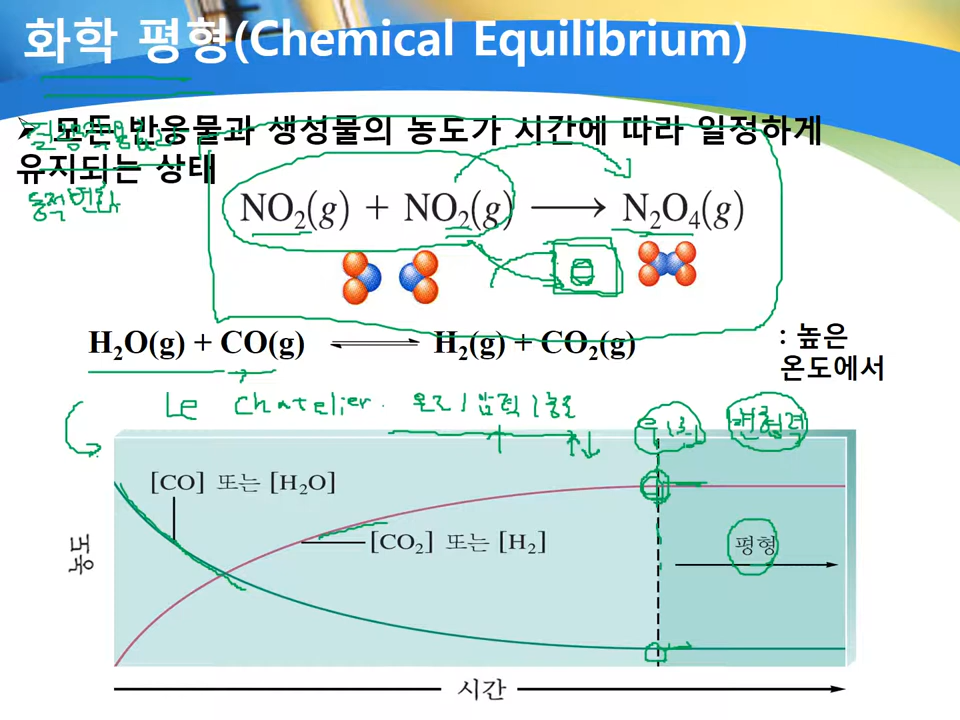 화학 평형(Chemical Equilibrium)
➢ 모든 반응물과 생성물의 농도가 시간에 따라 일정하게
유지되는 상태
NO₂(g) + NO₂(g) ⟶ N₂O₄(g)
H₂O(g) + CO(g) ⇌ H₂(g) + CO₂(g)
: 높은
온도에서
Le Chatelier.
[CO] 또는 [H₂O]
[CO₂] 또는 [H₂]
농도
평형
시간